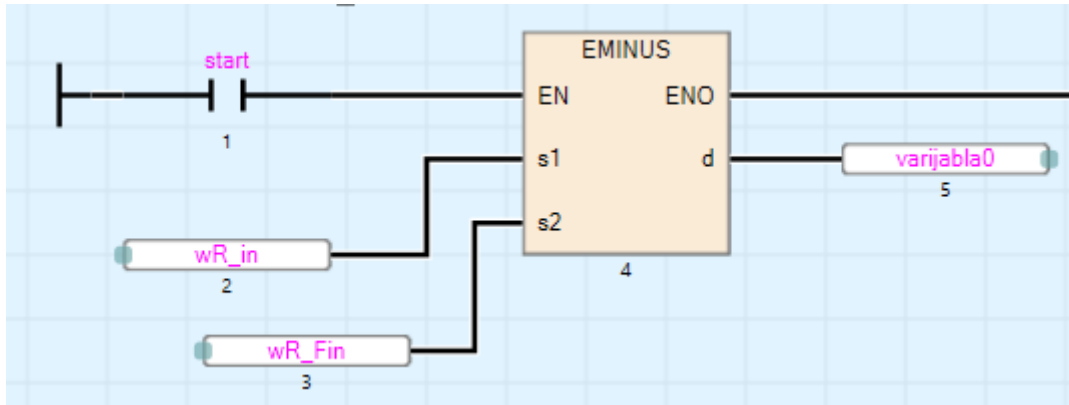 start
1
EMINUS
EN ENO
s1 d
s2
varijabla0
5
wR_in
2
4
wR_Fin
3